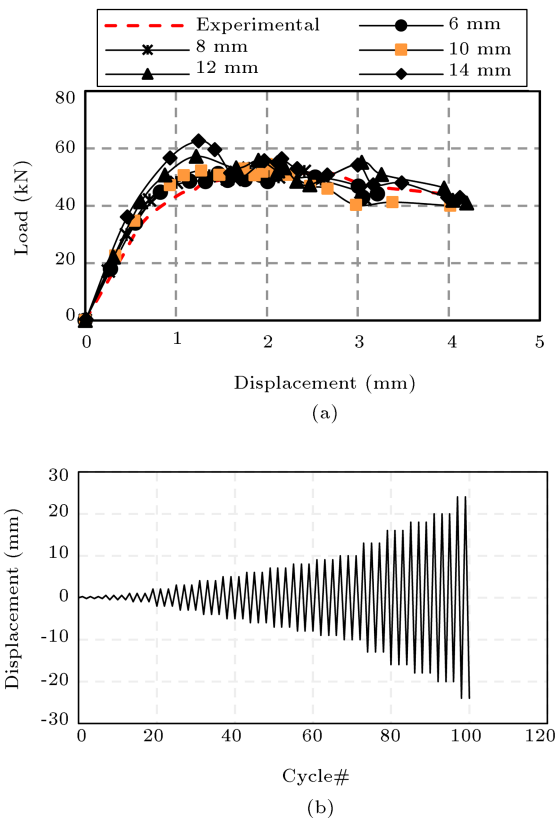 Experimental 6 mm
8 mm 10 mm
12 mm 14 mm
80
60
40
20
0
Load (kN)
0 1 2 3 4 5
Displacement (mm)
(a)
30
20
10
0
-10
-20
-30
Displacement (mm)
0 20 40 60 80 100 120
Cycle#
(b)